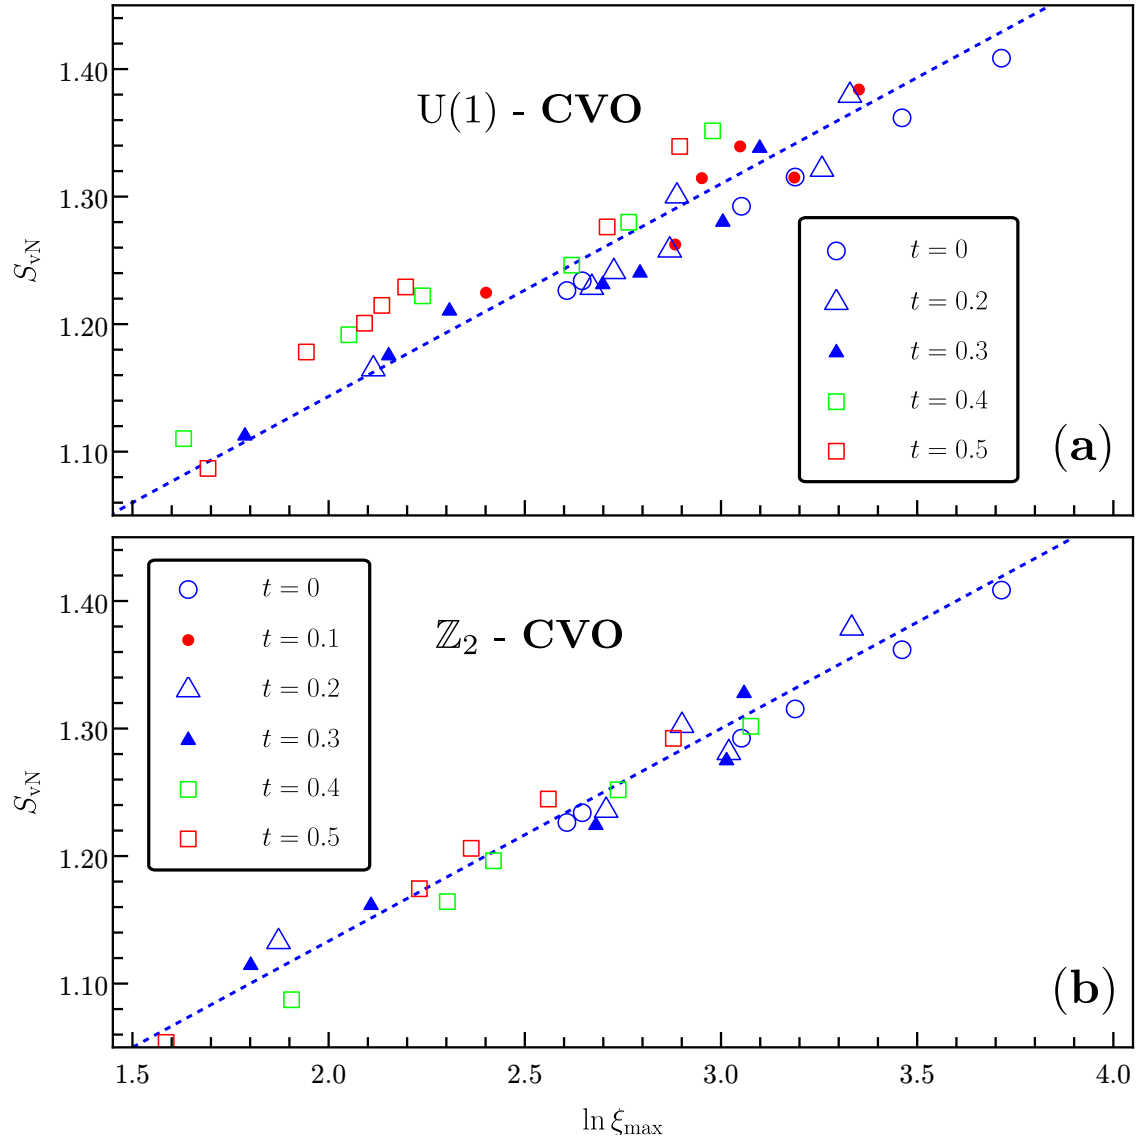 1.40
U(1) - CVO
1.30
S_vN
t = 0
t = 0.2
t = 0.3
t = 0.4
t = 0.5
1.20
1.10
(a)
t = 0
t = 0.1
t = 0.2
t = 0.3
t = 0.4
t = 0.5
1.40
ℤ₂ - CVO
1.30
S_vN
1.20
1.10
(b)
1.5 2.0 2.5 3.0 3.5 4.0
ln ξ_max